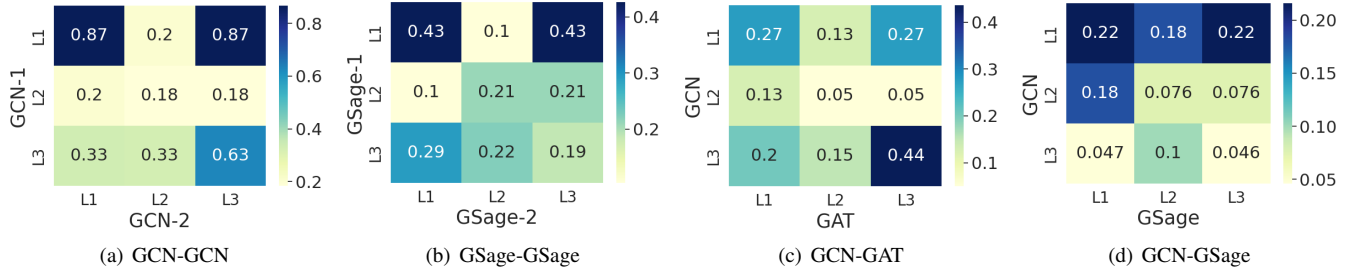 L1 0.87 0.2 0.87
L2 0.2 0.18 0.18
L3 0.33 0.33 0.63
L1 L2 L3
GCN-1
GCN-2
0.8
0.6
0.4
0.2
(a) GCN-GCN
L1 0.43 0.1 0.43
L2 0.1 0.21 0.21
L3 0.29 0.22 0.19
L1 L2 L3
GSage-1
GSage-2
0.4
0.3
0.2
(b) GSage-GSage
L1 0.27 0.13 0.27
L2 0.13 0.05 0.05
L3 0.2 0.15 0.44
L1 L2 L3
GCN
GAT
0.4
0.3
0.2
0.1
(c) GCN-GAT
L1 0.22 0.18 0.22
L2 0.18 0.076 0.076
L3 0.047 0.1 0.046
L1 L2 L3
GCN
GSage
0.20
0.15
0.10
0.05
(d) GCN-GSage